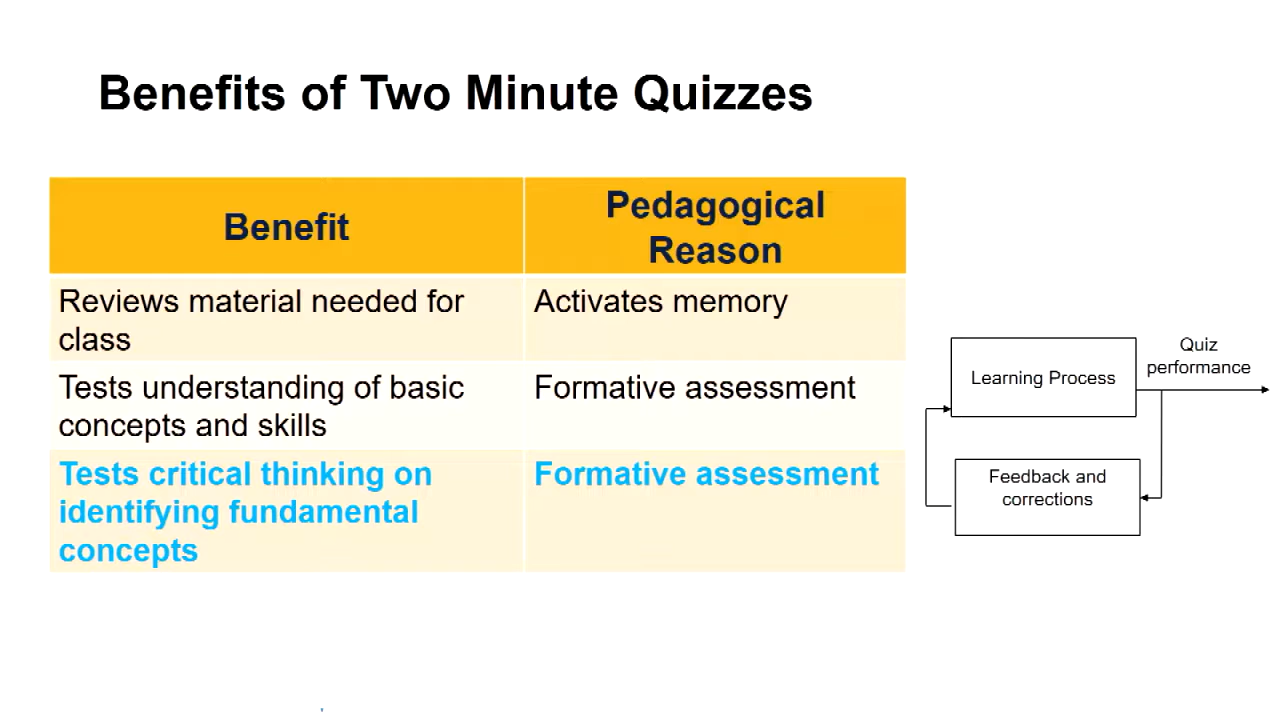 Benefits of Two Minute Quizzes
Benefit
Pedagogical
Reason
Reviews material needed for
class
Activates memory
Tests understanding of basic
concepts and skills
Formative assessment
Tests critical thinking on
identifying fundamental
concepts
Formative assessment
Learning Process
Quiz
performance
Feedback and
corrections